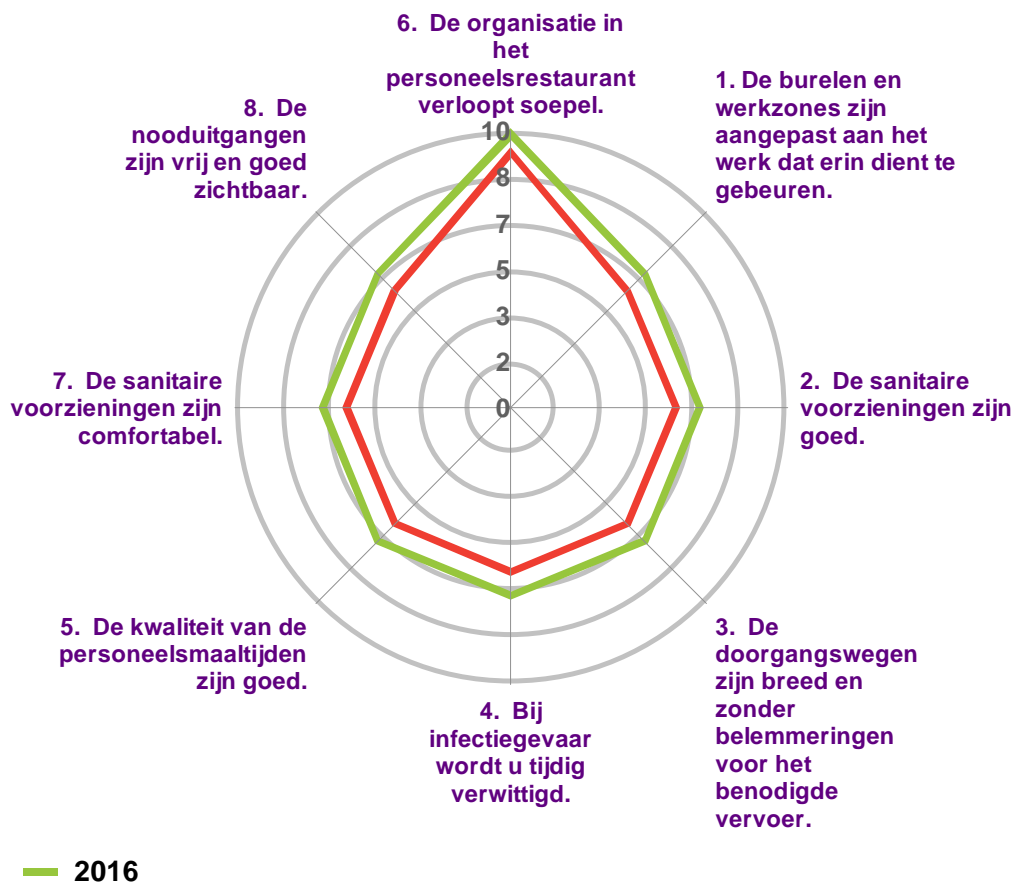 6. De organisatie in
het
personeelsrestaurant
verloopt soepel.
1. De burelen en
werkzones zijn
aangepast aan het
werk dat erin dient te
gebeuren.
2. De sanitaire
voorzieningen zijn
goed.
3. De
doorgangswegen
zijn breed en
zonder
belemmeringen
voor het
benodigde
vervoer.
4. Bij
infectiegevaar
wordt u tijdig
verwittigd.
5. De kwaliteit van de
personeelsmaaltijden
zijn goed.
7. De sanitaire
voorzieningen zijn
comfortabel.
8. De
nooduitgangen
zijn vrij en goed
zichtbaar.
10
8
7
5
3
2
0
2016